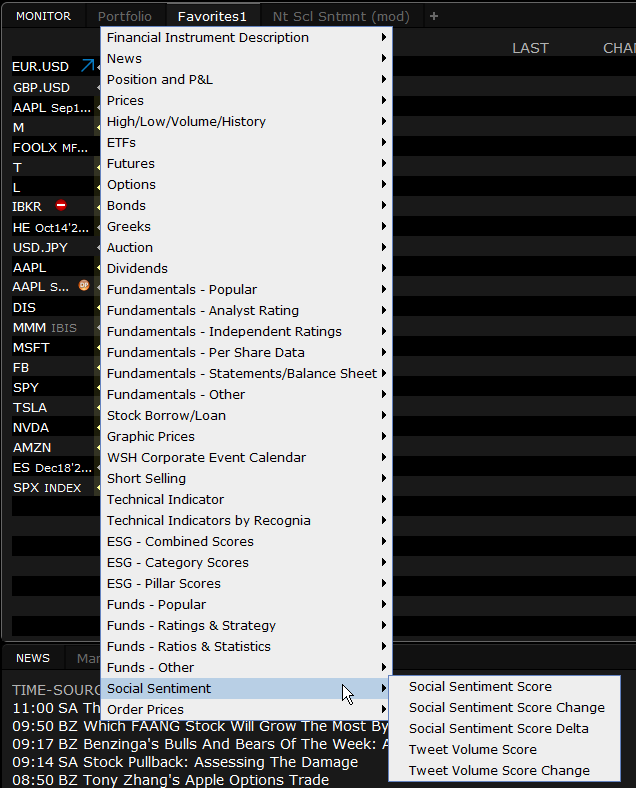 MONITOR Portfolio Favorites1 Nt Scl Sntmnt (mod) +
LAST CHA
EUR.USD
GBP.USD
AAPL Sep1...
M
FOOLX MF...
T
L
IBKR
HE Oct14'2...
USD.JPY
AAPL
AAPL S...
DIS
MMM IBIS
MSFT
FB
SPY
TSLA
NVDA
AMZN
ES Dec18'2...
SPX INDEX
Financial Instrument Description
News
Position and P&L
Prices
High/Low/Volume/History
ETFs
Futures
Options
Bonds
Greeks
Auction
Dividends
Fundamentals - Popular
Fundamentals - Analyst Rating
Fundamentals - Independent Ratings
Fundamentals - Per Share Data
Fundamentals - Statements/Balance Sheet
Fundamentals - Other
Stock Borrow/Loan
Graphic Prices
WSH Corporate Event Calendar
Short Selling
Technical Indicator
Technical Indicators by Recognia
ESG - Combined Scores
ESG - Category Scores
ESG - Pillar Scores
Funds - Popular
Funds - Ratings & Strategy
Funds - Ratios & Statistics
Funds - Other
Social Sentiment
Order Prices
Social Sentiment Score
Social Sentiment Score Change
Social Sentiment Score Delta
Tweet Volume Score
Tweet Volume Score Change
NEWS Mar
TIME-SOURC
11:00 SA Th
09:50 BZ Which FAANG Stock Will Grow The Most By
09:17 BZ Benzinga's Bulls And Bears Of The Week: A
09:14 SA Stock Pullback: Assessing The Damage
08:50 BZ Tony Zhang's Apple Options Trade